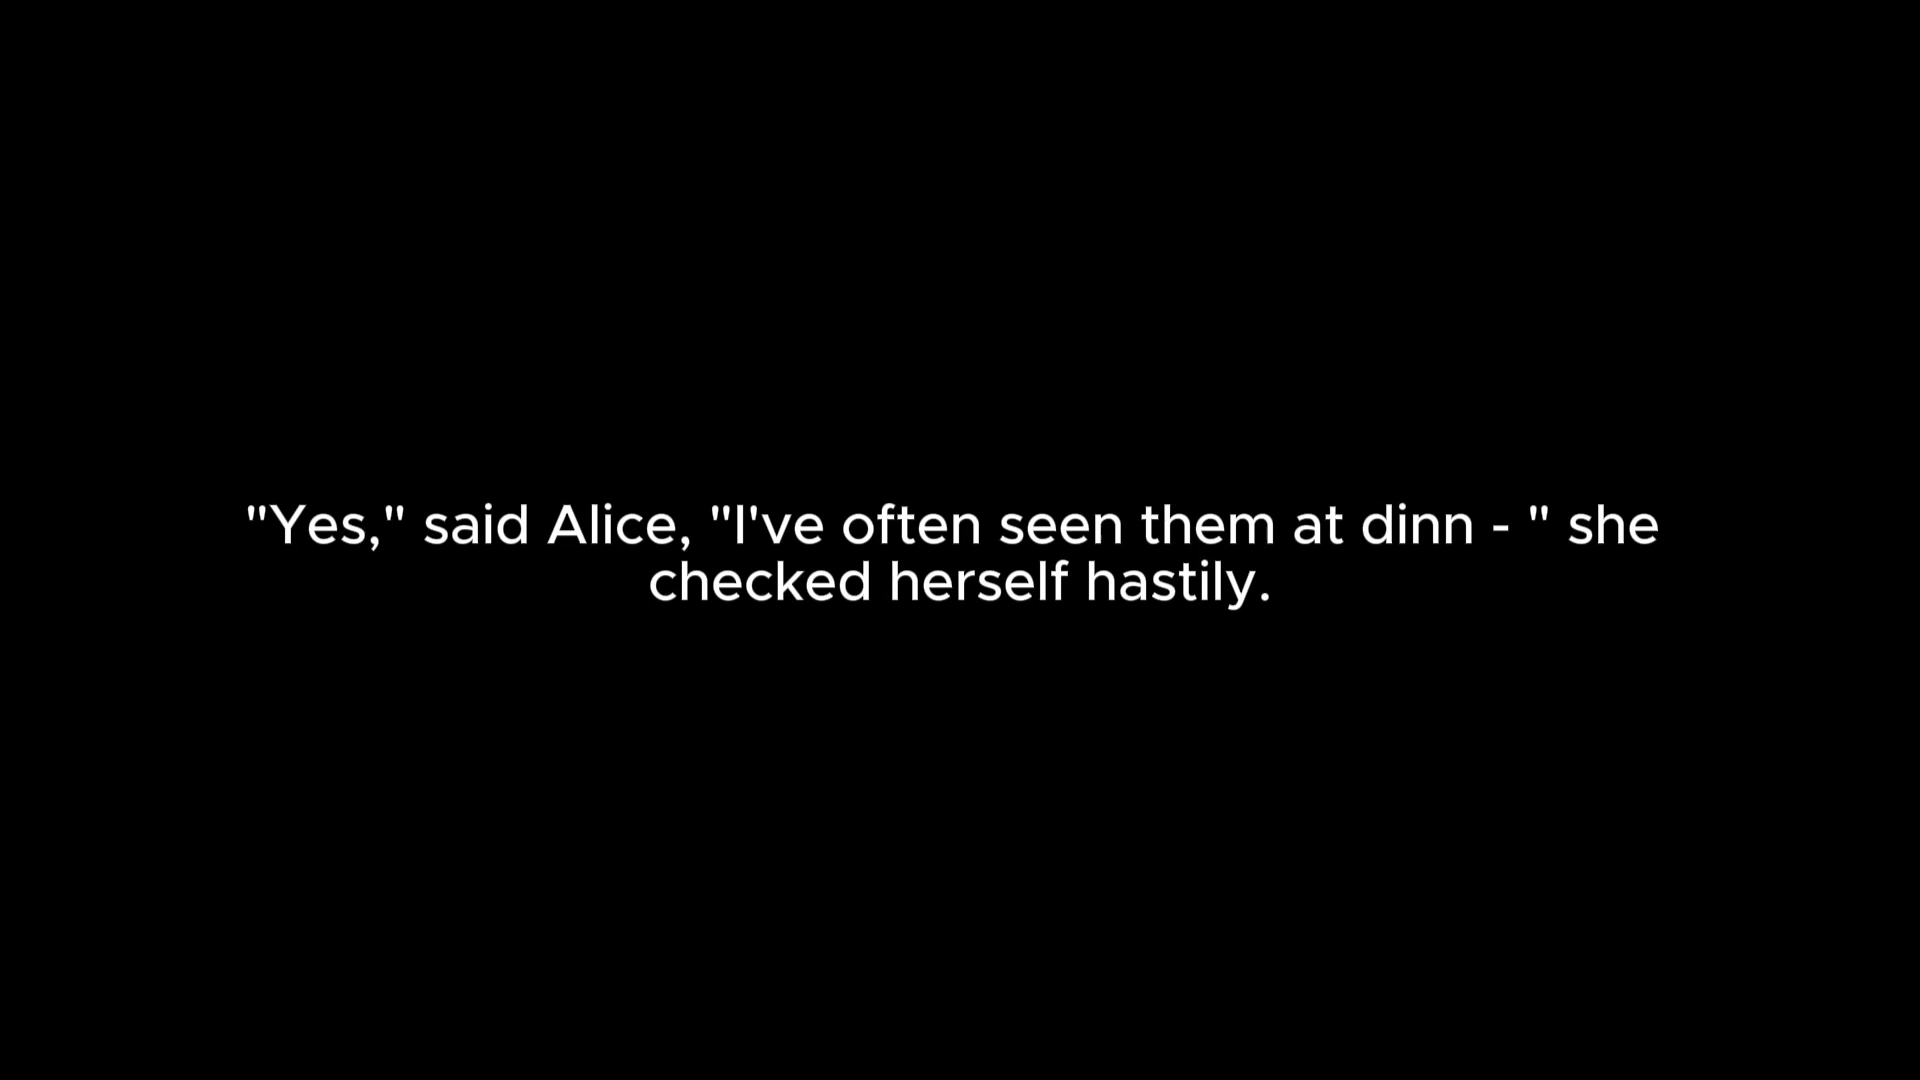 "Yes," said Alice, "I've often seen them at dinn - " she
checked herself hastily.